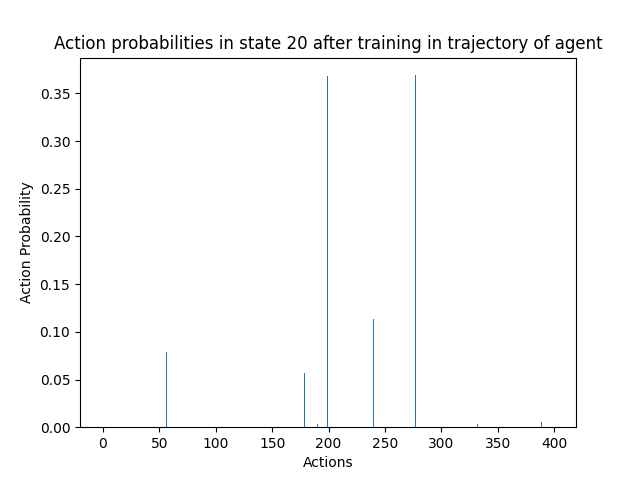 Action probabilities in state 20 after training in trajectory of agent
Action Probability
0.35
0.30
0.25
0.20
0.15
0.10
0.05
0.00
0 50 100 150 200 250 300 350 400
Actions